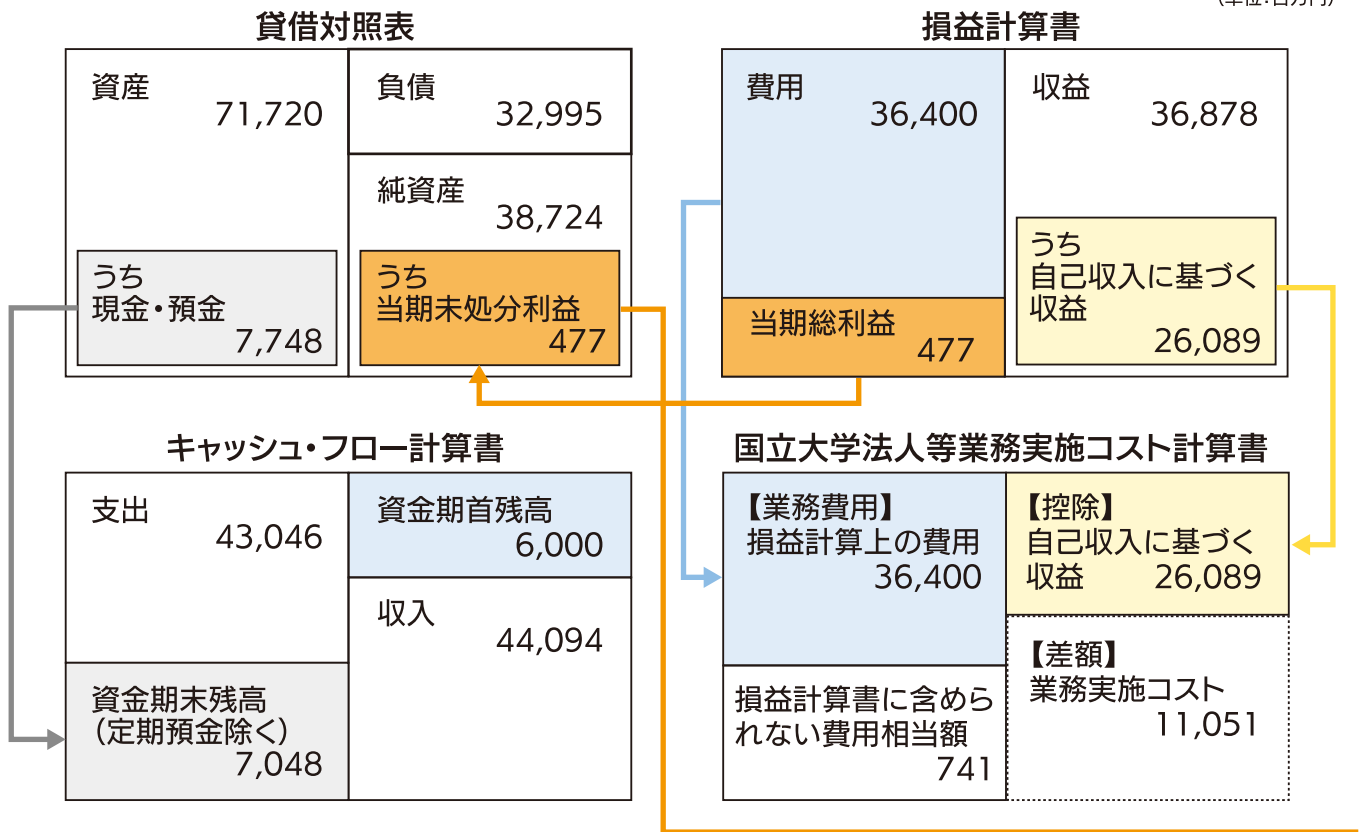 (単位:百万円)
貸借対照表
資産
71,720
負債
32,995
純資産
38,724
うち
現金・預金
7,748
うち
当期未処分利益
477
損益計算書
費用
36,400
収益
36,878
当期総利益
477
うち
自己収入に基づく
収益
26,089
キャッシュ・フロー計算書
支出
43,046
資金期首残高
6,000
収入
44,094
資金期末残高
(定期預金除く)
7,048
国立大学法人等業務実施コスト計算書
【業務費用】
損益計算上の費用
36,400
【控除】
自己収入に基づく
収益 26,089
損益計算書に含めら
れない費用相当額
741
【差額】
業務実施コスト
11,051